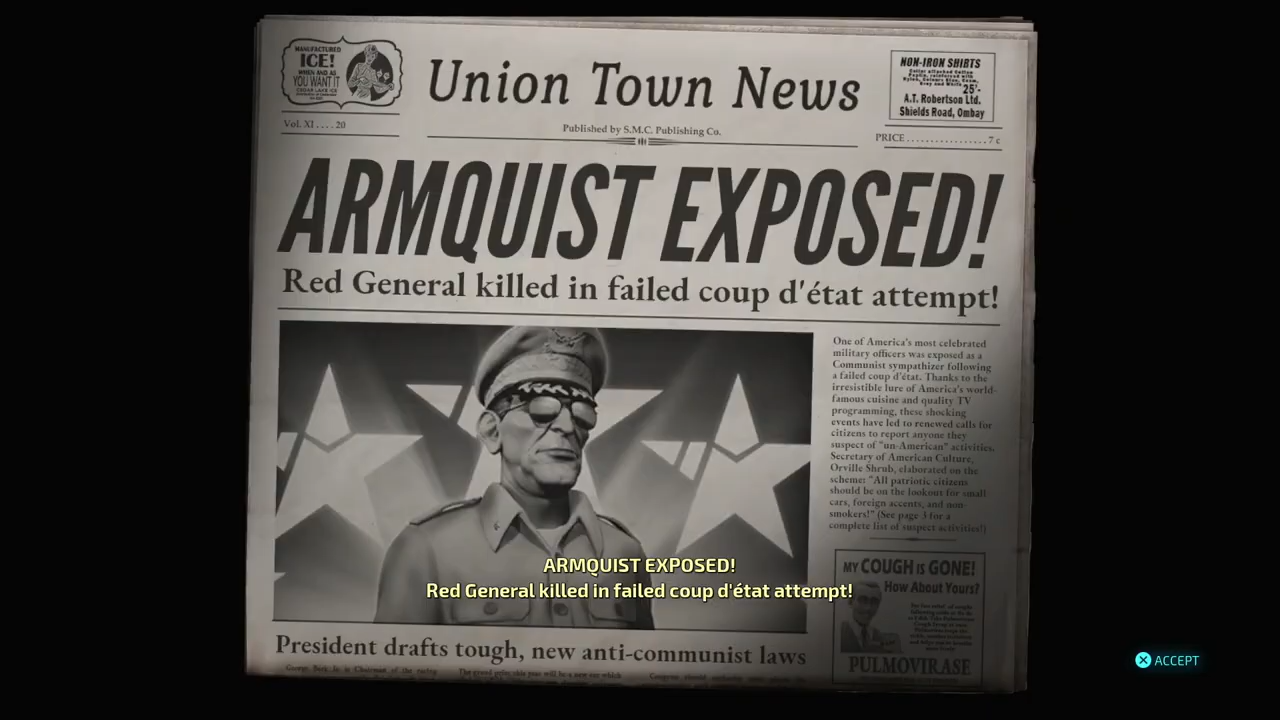 MANUFACTURED
ICE!
WHEN AND AS
YOU WANT IT
CEDAR LAKE ICE
Union Town News
NON-IRON SHIRTS
25'-
A.T. Robertson Ltd.
Shields Road, Ombay
Vol. XI .... 20
Published by S.M.C. Publishing Co.
PRICE ................. 7 c
ARMQUIST EXPOSED!
Red General killed in failed coup d'état attempt!
One of America's most celebrated
military officers was exposed as a
Communist sympathizer following
a failed coup d'état. Thanks to the
irresistible lure of America's world-
famous cuisine and quality TV
programming, these shocking
events have led to renewed calls for
citizens to report anyone they
suspect of "un-American" activities.
Secretary of American Culture,
Orville Shrub, elaborated on the
scheme: "All patriotic citizens
should be on the lookout for small
cars, foreign accents, and non-
smokers!" (See page 3 for a
complete list of suspect activities!)
ARMQUIST EXPOSED!
Red General killed in failed coup d'état attempt!
MY COUGH IS GONE!
How About Yours?
PULMOVIRASE
President drafts tough, new anti-communist laws
ACCEPT